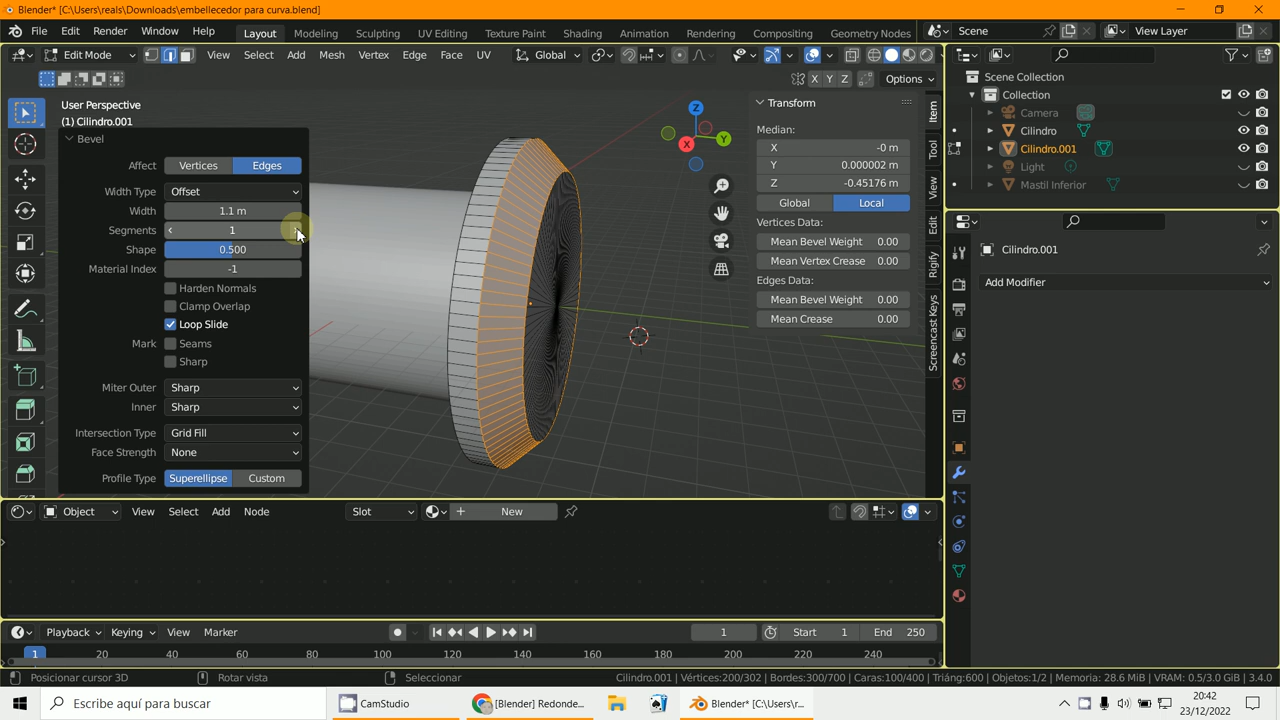 Blender* [C:\Users\reals\Downloads\embellecedor para curva.blend]
File Edit Render Window Help Layout Modeling Sculpting UV Editing Texture Paint Shading Animation Rendering Compositing Geometry Nodes Scene View Layer
Edit Mode View Select Add Mesh Vertex Edge Face UV Global
X Y Z Options
User Perspective
(1) Cilindro.001
Bevel
Affect Vertices Edges
Width Type Offset
Width 1.1 m
Segments 1
Shape 0.500
Material Index -1
Harden Normals
Clamp Overlap
Loop Slide
Mark Seams
Sharp
Miter Outer Sharp
Inner Sharp
Intersection Type Grid Fill
Face Strength None
Profile Type Superellipse Custom
Z
Y
X
Transform
Median:
X -0 m
Y 0.000002 m
Z -0.45176 m
Global Local
Vertices Data:
Mean Bevel Weight 0.00
Mean Vertex Crease 0.00
Edges Data:
Mean Bevel Weight 0.00
Mean Crease 0.00
Item
Tool
View
Edit
Rigify
Screencast Keys
Scene Collection
Collection
Camera
Cilindro
Cilindro.001
Light
Mastil Inferior
Cilindro.001
Add Modifier
Object View Select Add Node Slot New
Playback Keying View Marker 1 Start 1 End 250
1 20 40 60 80 100 120 140 160 180 200 220 240
Posicionar cursor 3D Rotar vista Seleccionar Cilindro.001 | Vértices:200/302 | Bordes:300/700 | Caras:100/400 | Triáng:600 | Objetos:1/2 | Memoria: 28.6 MiB | VRAM: 0.5/3.0 GiB | 3.4.0
Escribe aquí para buscar CamStudio [Blender] Redonde... Blender* [C:\Users\r... 20:42
23/12/2022